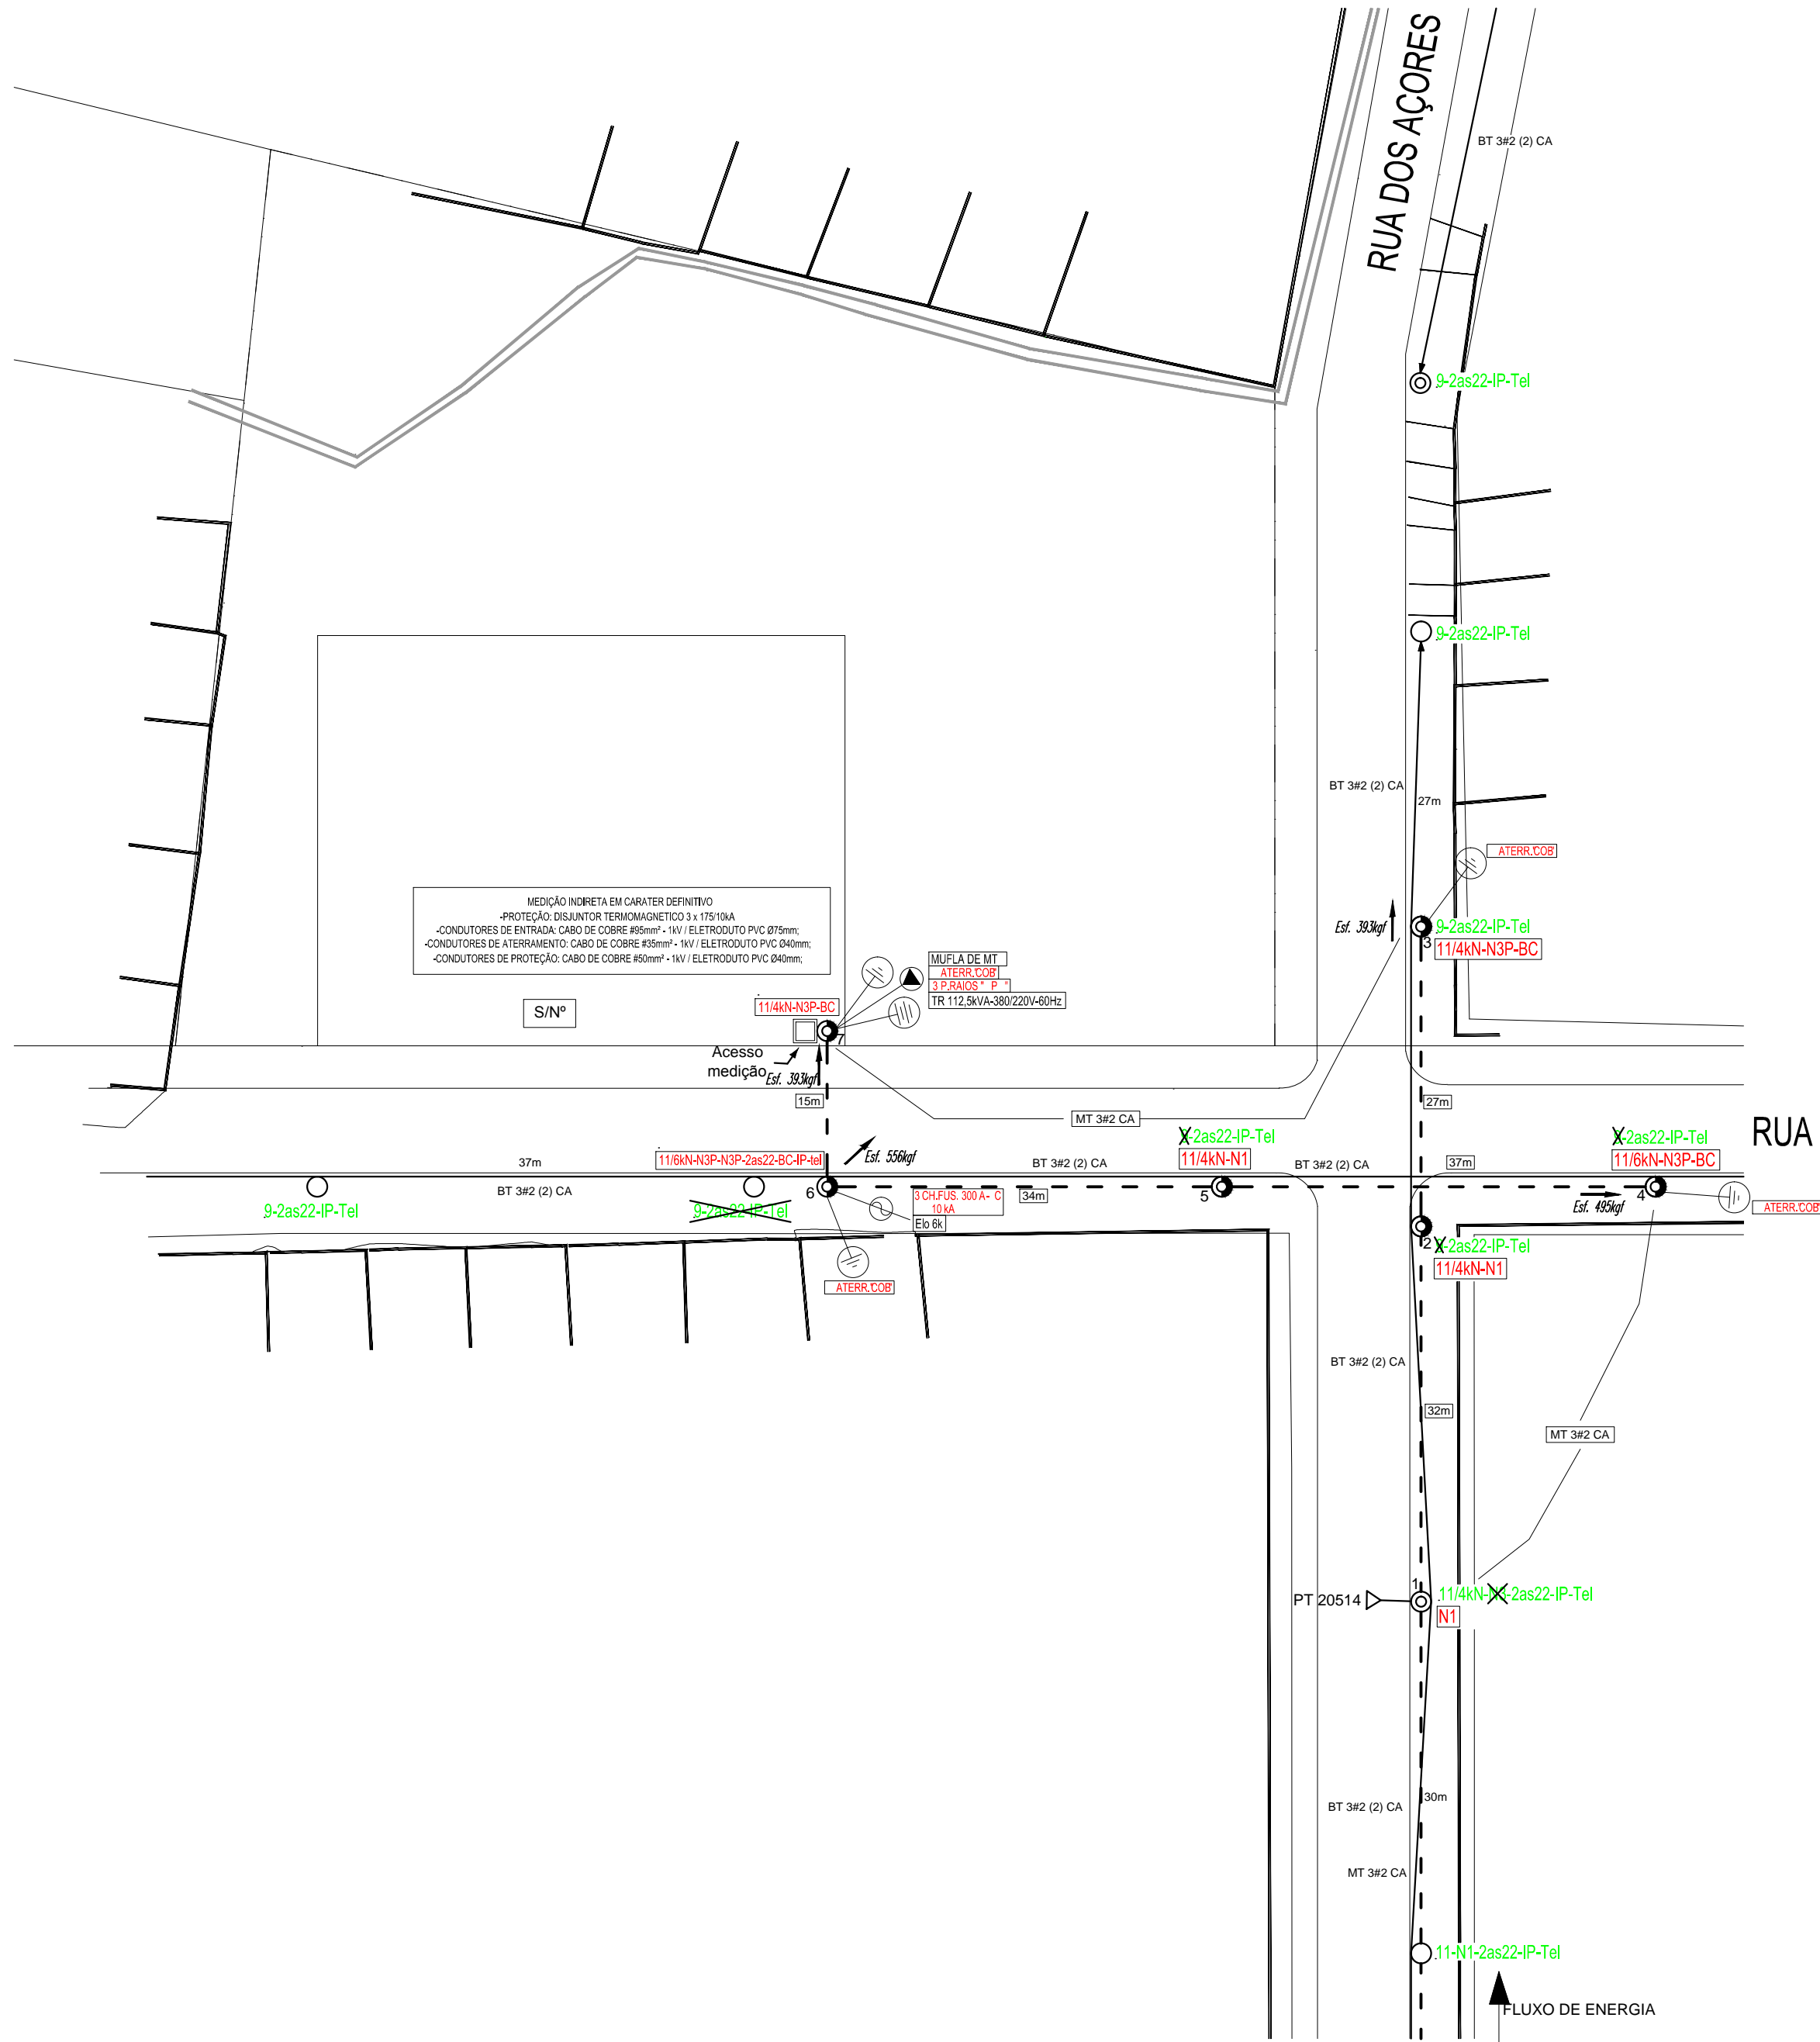 RUA DOS AÇORES
BT 3#2 (2) CA
9-2as22-IP-Tel
9-2as22-IP-Tel
BT 3#2 (2) CA
27m
ATERR.'COB'
Esf. 393kgf
9-2as22-IP-Tel
3
11/4kN-N3P-BC
MEDIÇÃO INDIRETA EM CARATER DEFINITIVO
-PROTEÇÃO: DISJUNTOR TERMOMAGNETICO 3 x 175/10kA
-CONDUTORES DE ENTRADA: CABO DE COBRE #95mm² - 1kV / ELETRODUTO PVC Ø75mm;
-CONDUTORES DE ATERRAMENTO: CABO DE COBRE #35mm² - 1kV / ELETRODUTO PVC Ø40mm;
-CONDUTORES DE PROTEÇÃO: CABO DE COBRE #50mm² - 1kV / ELETRODUTO PVC Ø40mm;
MUFLA DE MT
ATERR.'COB'
3 P.RAIOS " P "
TR 112,5kVA-380/220V-60Hz
S/Nº
11/4kN-N3P-BC
7
Acesso
medição
Esf. 393kgf
15m
27m
MT 3#2 CA
RUA
9-2as22-IP-Tel
11/4kN-N1
9-2as22-IP-Tel
11/6kN-N3P-BC
37m
11/6kN-N3P-N3P-2as22-BC-IP-tel
Esf. 556kgf
BT 3#2 (2) CA
BT 3#2 (2) CA
37m
BT 3#2 (2) CA
6
5
4
3 CH.FUS. 300 A- C
10 kA
Elo 6k
34m
Esf. 495kgf
ATERR.'COB'
9-2as22-IP-Tel
9-2as22-IP-Tel
2
9-2as22-IP-Tel
11/4kN-N1
ATERR.'COB'
BT 3#2 (2) CA
32m
MT 3#2 CA
1
PT 20514
11/4kN-N3-2as22-IP-Tel
N1
BT 3#2 (2) CA
30m
MT 3#2 CA
11-N1-2as22-IP-Tel
FLUXO DE ENERGIA